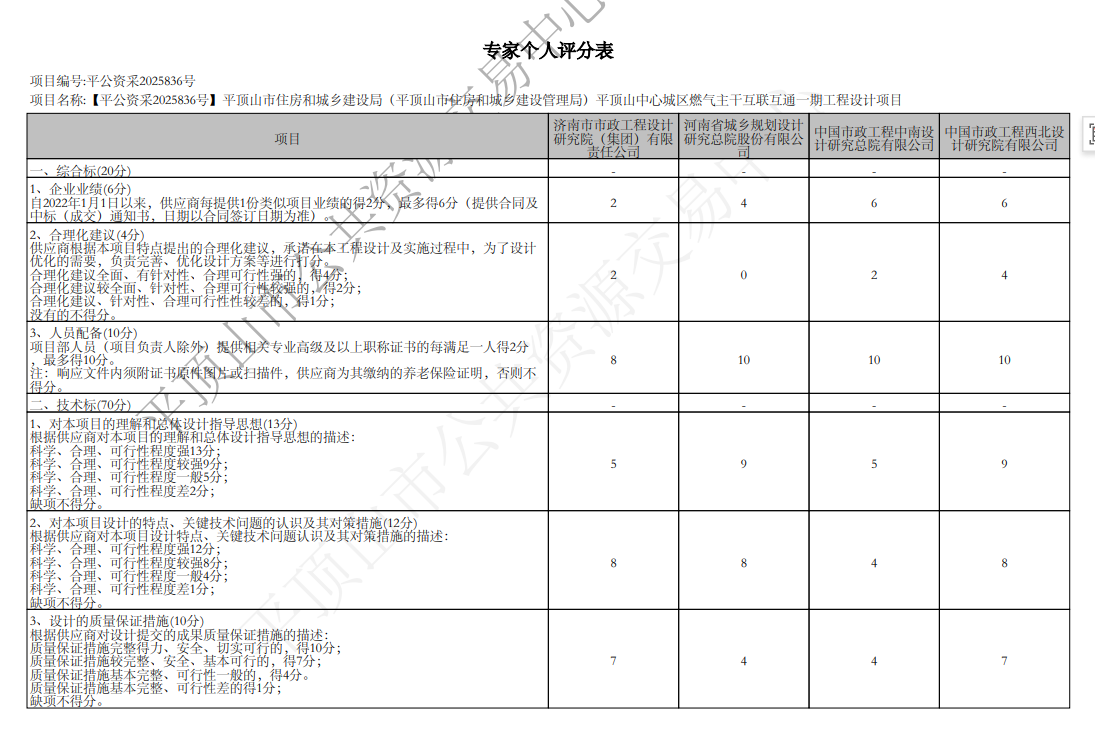 专家个人评分表
项目编号:平公资采2025836号
项目名称:【平公资采2025836号】平顶山市住房和城乡建设局（平顶山市住房和城乡建设管理局）平顶山中心城区燃气主干互联互通一期工程设计项目
项目
济南市市政工程设计
研究院（集团）有限
责任公司
河南省城乡规划设计
研究总院股份有限公
司
中国市政工程中南设
计研究总院有限公司
中国市政工程西北设
计研究院有限公司
一、综合标(20分)
- - - -
1、企业业绩(6分)
自2022年1月1日以来，供应商每提供1份类似项目业绩的得2分，最多得6分（提供合同及
中标（成交）通知书，日期以合同签订日期为准）。
2 4 6 6
2、合理化建议(4分)
供应商根据本项目特点提出的合理化建议，承诺在本工程设计及实施过程中，为了设计
优化的需要，负责完善、优化设计方案等进行打分。
合理化建议全面、有针对性、合理可行性强的，得4分；
合理化建议较全面、针对性、合理可行性较强的，得2分；
合理化建议、针对性、合理可行性性较差的，得1分；
没有的不得分。
2 0 2 4
3、人员配备(10分)
项目部人员（项目负责人除外）提供相关专业高级及以上职称证书的每满足一人得2分
，最多得10分。
注：响应文件内须附证书原件图片或扫描件，供应商为其缴纳的养老保险证明，否则不
得分。
8 10 10 10
二、技术标(70分)
- - - -
1、对本项目的理解和总体设计指导思想(13分)
根据供应商对本项目的理解和总体设计指导思想的描述：
科学、合理、可行性程度强13分；
科学、合理、可行性程度较强9分；
科学、合理、可行性程度一般5分；
科学、合理、可行性程度差2分；
缺项不得分。
5 9 5 9
2、对本项目设计的特点、关键技术问题的认识及其对策措施(12分)
根据供应商对本项目设计特点、关键技术问题认识及其对策措施的描述：
科学、合理、可行性程度强12分；
科学、合理、可行性程度较强8分；
科学、合理、可行性程度一般4分；
科学、合理、可行性程度差1分；
缺项不得分。
8 8 4 8
3、设计的质量保证措施(10分)
根据供应商对设计提交的成果质量保证措施的描述：
质量保证措施完整得力、安全、切实可行的，得10分；
质量保证措施较完整、安全、基本可行的，得7分；
质量保证措施基本完整、可行性一般的，得4分。
质量保证措施基本完整、可行性差的得1分；
缺项不得分。
7 4 4 7
平顶山市公共资源交易中心
平顶山市公共资源交易中